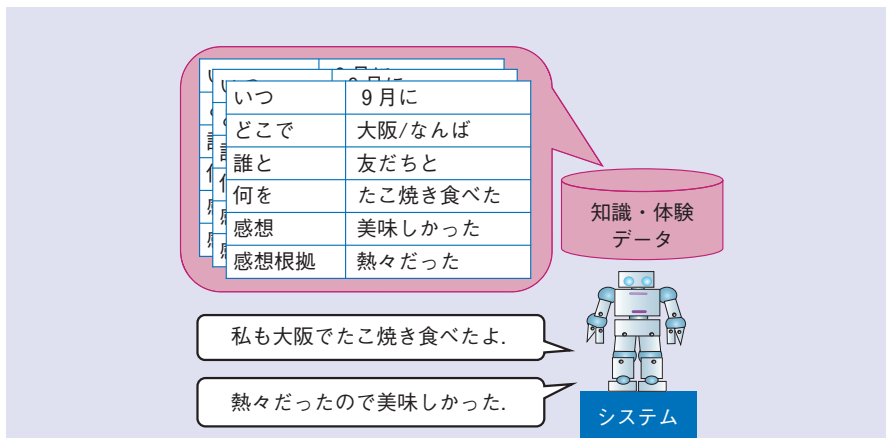 いつ 9月に
どこで 大阪/なんば
誰と 友だちと
何を たこ焼き食べた
感想 美味しかった
感想根拠 熱々だった
知識・体験
データ
私も大阪でたこ焼き食べたよ.
熱々だったので美味しかった.
システム